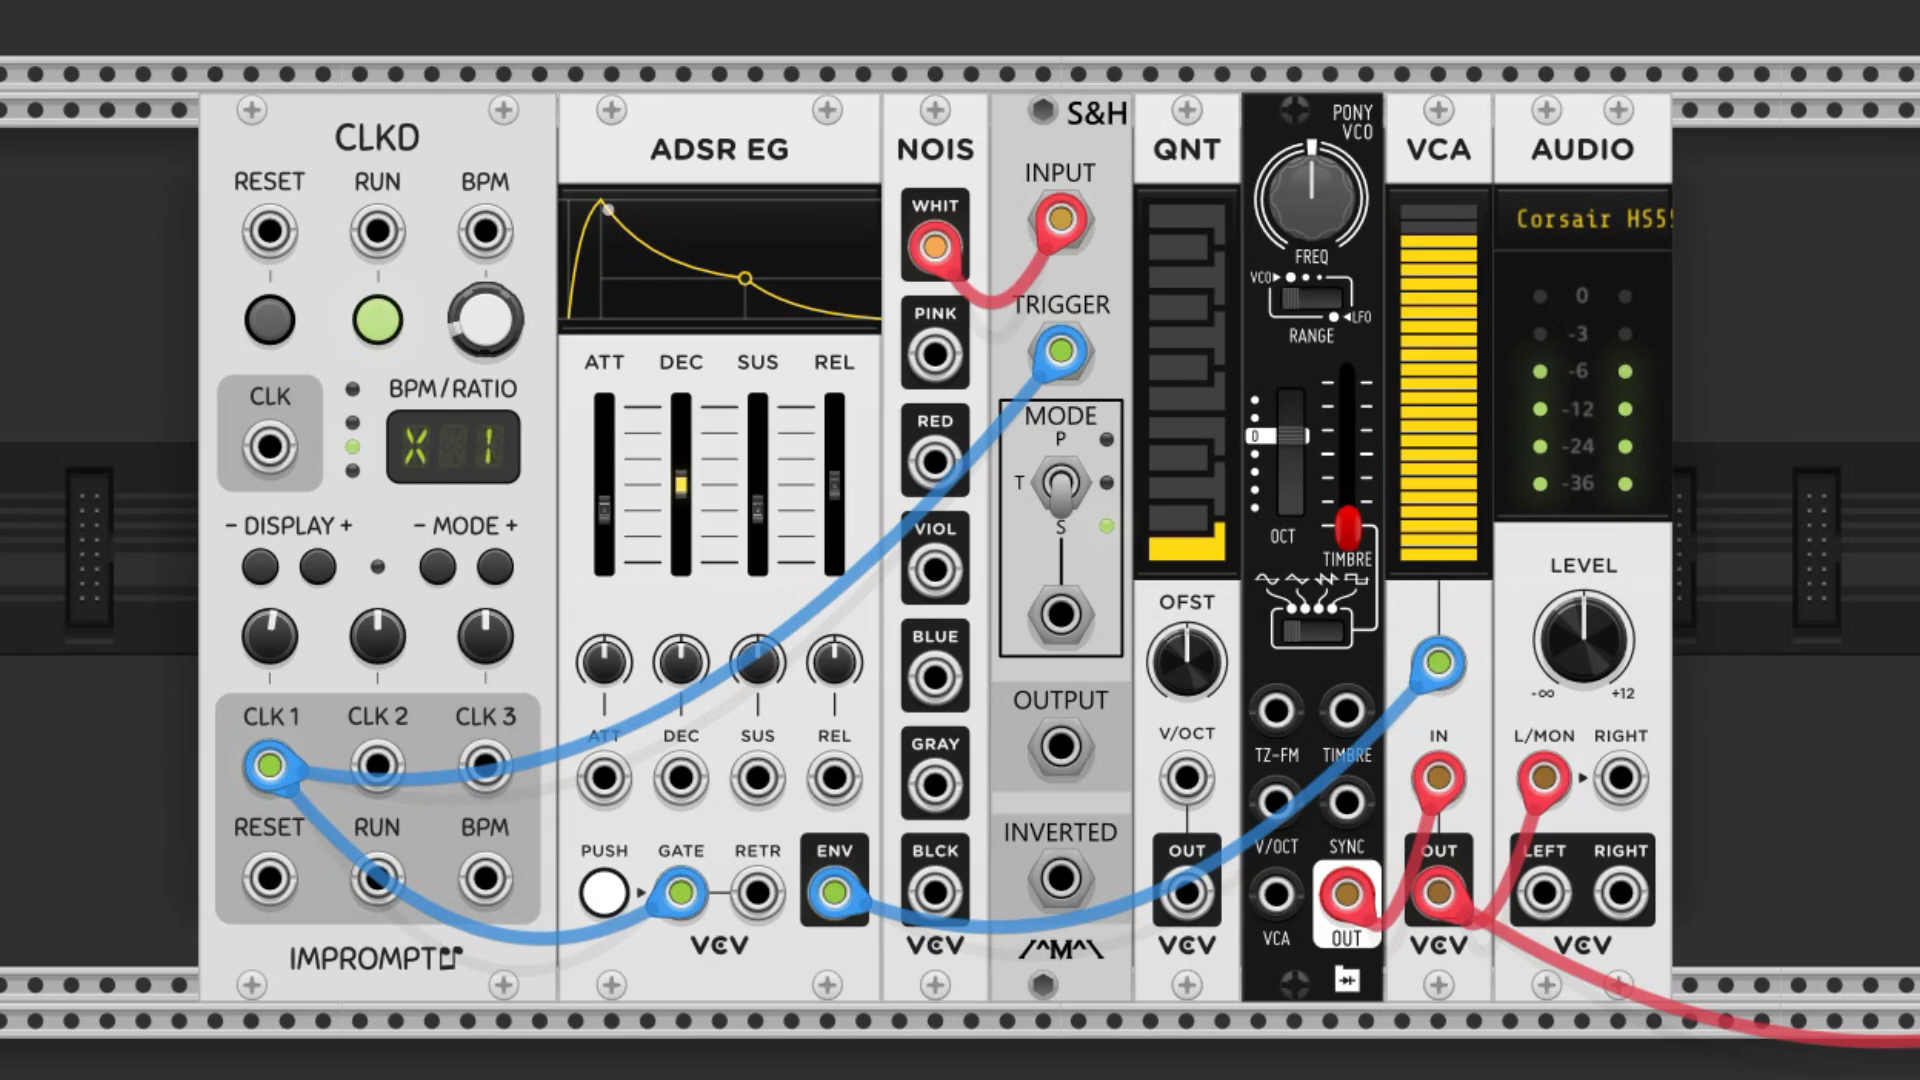 CLKD
RESET RUN BPM
CLK
BPM/RATIO
X 1
- DISPLAY +
- MODE +
CLK 1 CLK 2 CLK 3
RESET RUN BPM
IMPROMPTU
ADSR EG
ATT DEC SUS REL
ATT DEC SUS REL
PUSH GATE RETR ENV
VCV
NOIS
WHIT
PINK
RED
VIOL
BLUE
GRAY
BLCK
VCV
S&H
INPUT
TRIGGER
MODE
P
T
S
OUTPUT
INVERTED
/^M^\
QNT
OFST
V/OCT
OUT
VCV
PONY
VCO
FREQ
VCO
LFO
RANGE
0
OCT
TIMBRE
TZ-FM TIMBRE
V/OCT SYNC
VCA OUT
VCA
IN
OUT
VCV
AUDIO
Corsair HS5
0
-3
-6
-12
-24
-36
LEVEL
-∞ +12
L/MON RIGHT
LEFT RIGHT
VCV